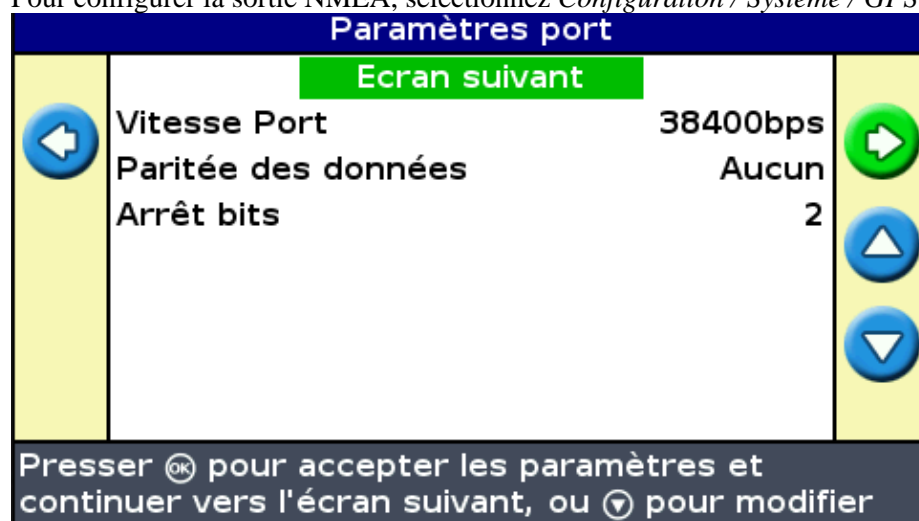 Pour configurer la sortie NMEA, sélectionnez Configuration / Système / GPS
Paramètres port
Ecran suivant
Vitesse Port 38400bps
Paritée des données Aucun
Arrêt bits 2
Presser OK pour accepter les paramètres et
continuer vers l'écran suivant, ou pour modifier